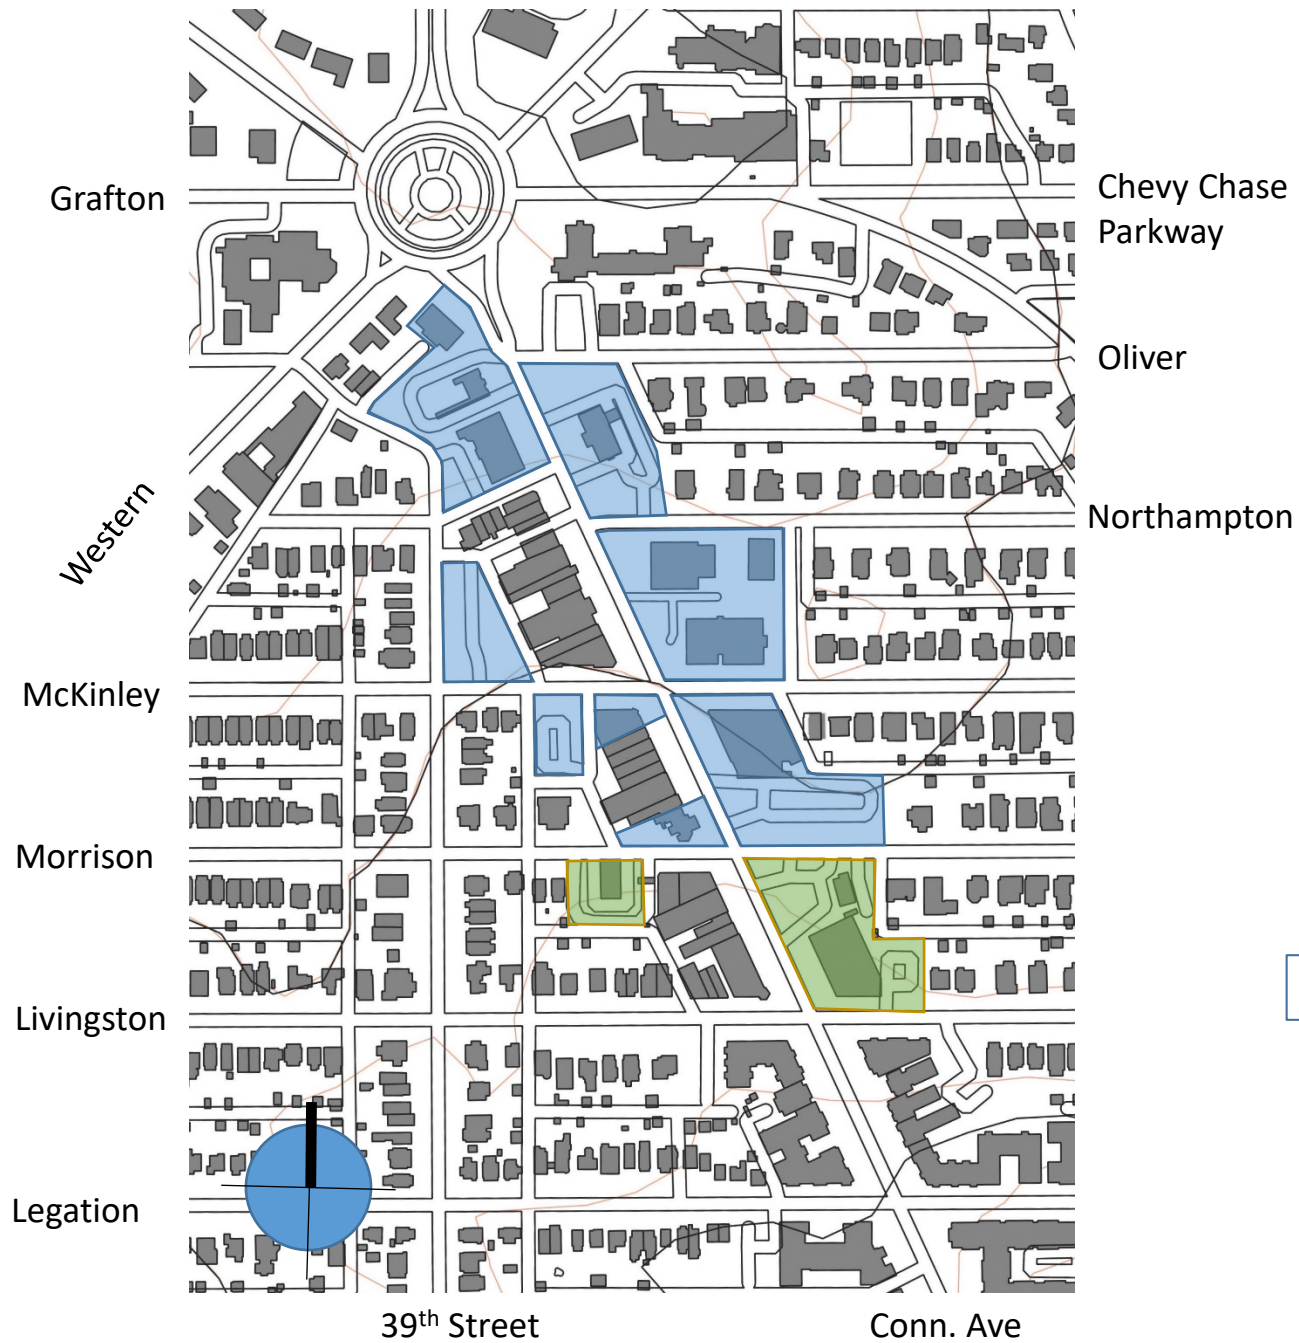 Grafton
Chevy Chase
Parkway
Oliver
Western
Northampton
McKinley
Morrison
Livingston
Legation
39th Street
Conn. Ave